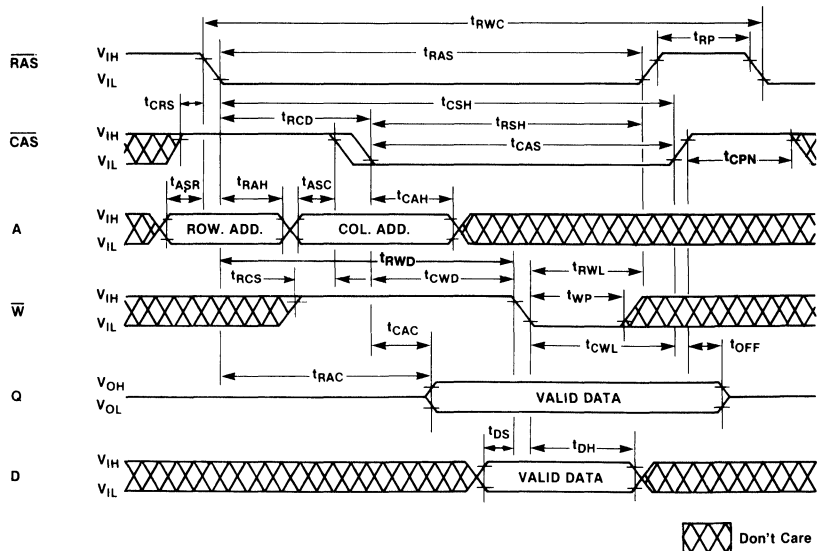 tRWC
tRAS
tRP
RAS
VIH
VIL
tCRS
tRCD
tCSH
tRSH
tCAS
tCPN
CAS
VIH
VIL
tASR
tRAH
tASC
tCAH
A
VIH
VIL
ROW. ADD.
COL. ADD.
tRWD
tRCS
tCWD
tRWL
tWP
W
VIH
VIL
tCAC
tCWL
tOFF
tRAC
Q
VOH
VOL
VALID DATA
tDS
tDH
D
VIH
VIL
VALID DATA
Don't Care